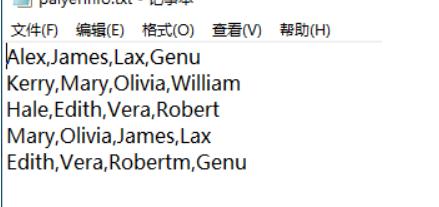 文件(F) 编辑(E) 格式(O) 查看(V) 帮助(H)
Alex,James,Lax,Genu
Kerry,Mary,Olivia,William
Hale,Edith,Vera,Robert
Mary,Olivia,James,Lax
Edith,Vera,Robertm,Genu